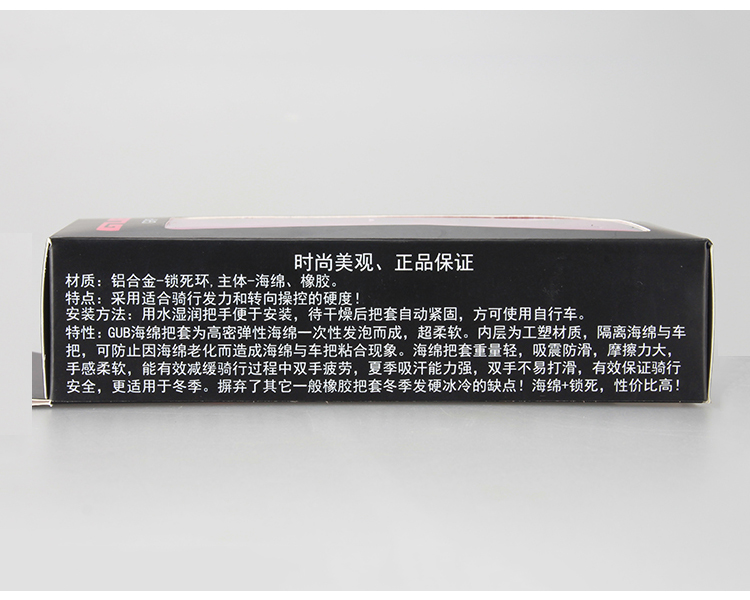 时尚美观、正品保证
材质：铝合金-锁死环,主体-海绵、橡胶。
特点：采用适合骑行发力和转向操控的硬度！
安装方法：用水湿润把手便于安装，待干燥后把套自动紧固，方可使用自行车。
特性：GUB海绵把套为高密弹性海绵一次性发泡而成，超柔软。内层为工塑材质，隔离海绵与车
把，可防止因海绵老化而造成海绵与车把粘合现象。海绵把套重量轻，吸震防滑，摩擦力大，
手感柔软，能有效减缓骑行过程中双手疲劳，夏季吸汗能力强，双手不易打滑，有效保证骑行
安全，更适用于冬季。摒弃了其它一般橡胶把套冬季发硬冰冷的缺点！海绵+锁死，性价比高！